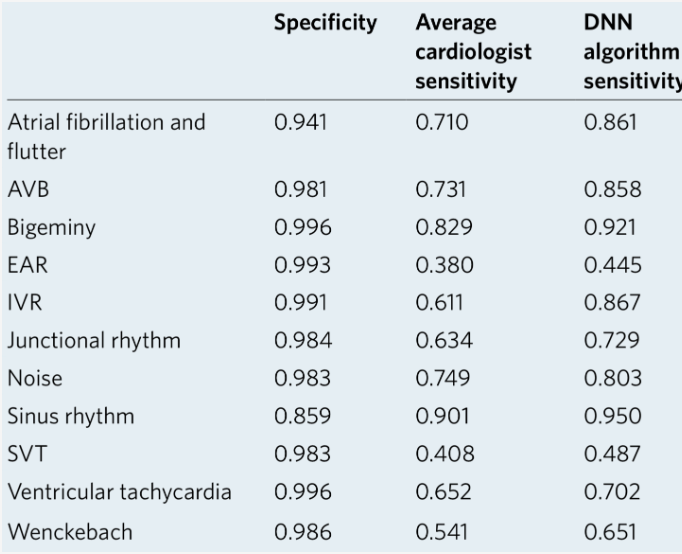 Specificity Average cardiologist sensitivity DNN algorithm sensitivity
Atrial fibrillation and flutter 0.941 0.710 0.861
AVB 0.981 0.731 0.858
Bigeminy 0.996 0.829 0.921
EAR 0.993 0.380 0.445
IVR 0.991 0.611 0.867
Junctional rhythm 0.984 0.634 0.729
Noise 0.983 0.749 0.803
Sinus rhythm 0.859 0.901 0.950
SVT 0.983 0.408 0.487
Ventricular tachycardia 0.996 0.652 0.702
Wenckebach 0.986 0.541 0.651